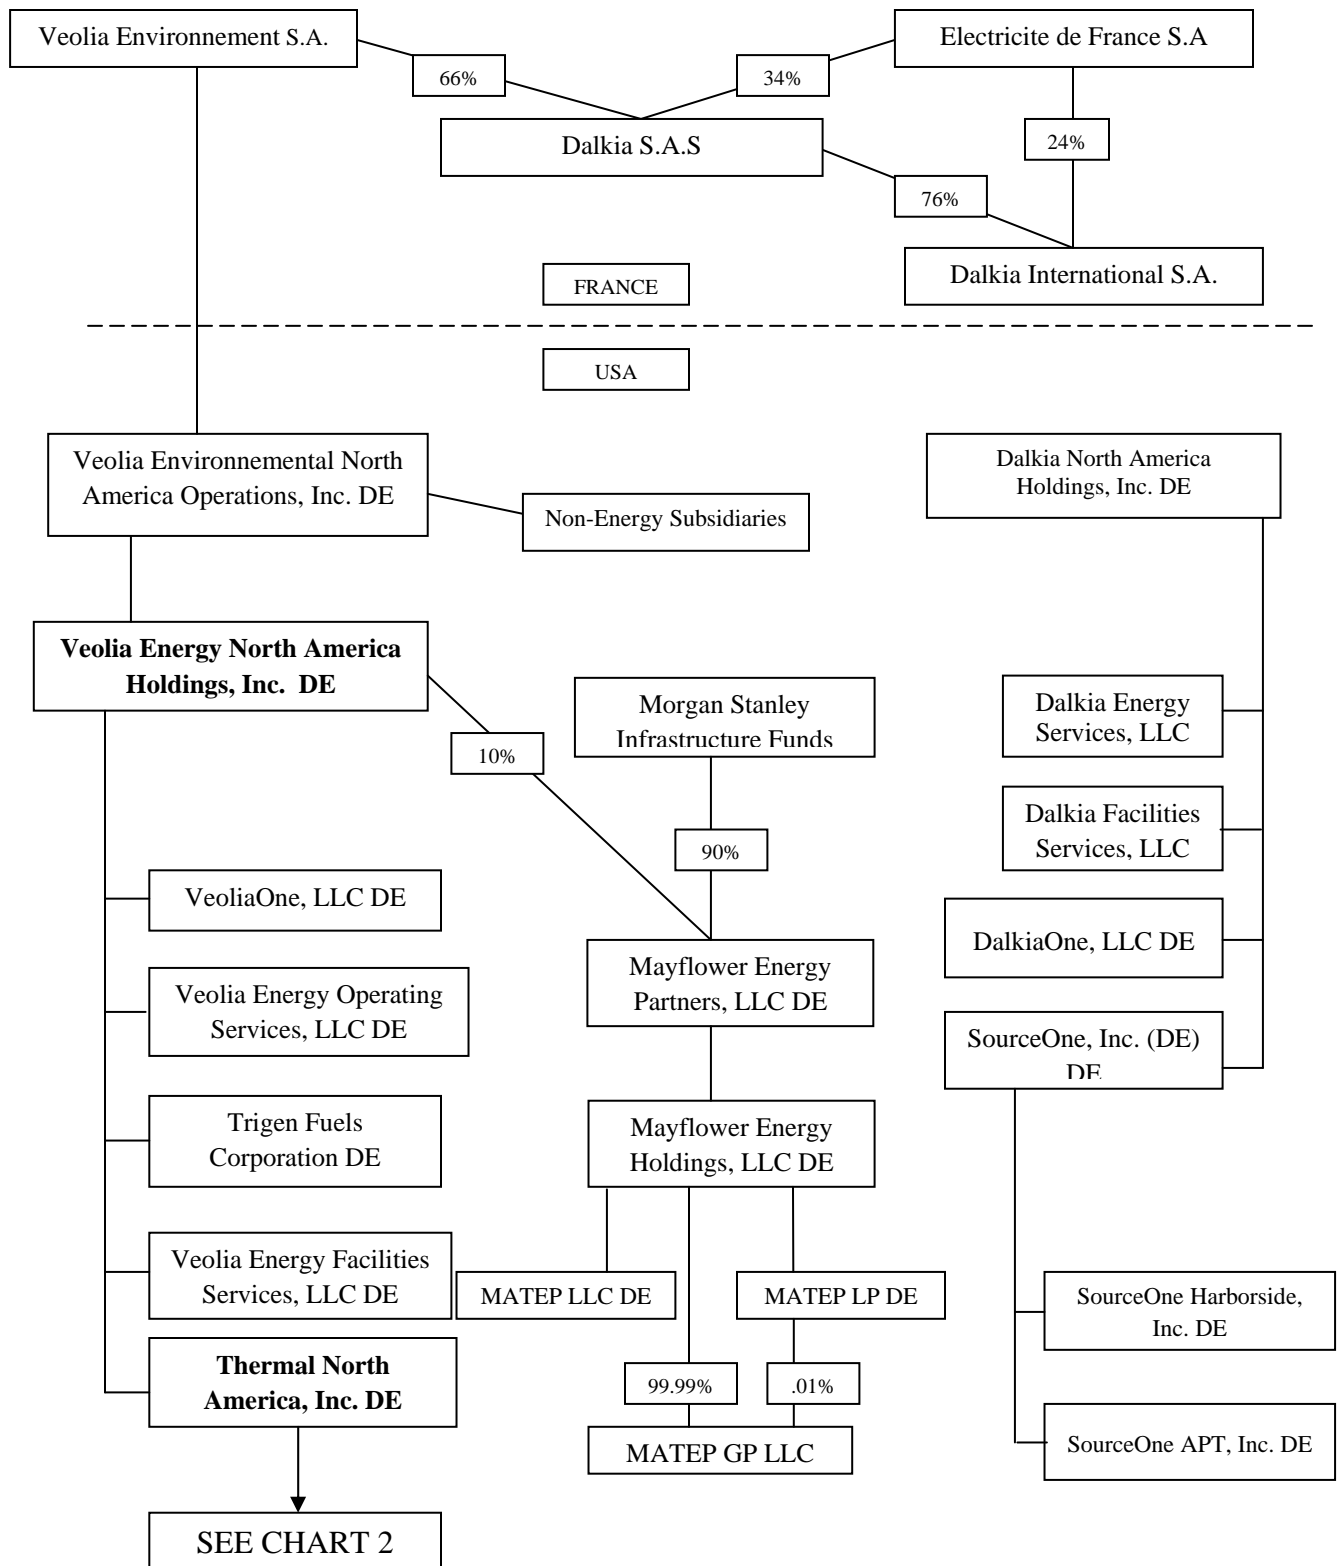 Veolia Environnement S.A.
Electricite de France S.A
66%
34%
Dalkia S.A.S
24%
76%
Dalkia International S.A.
FRANCE
USA
Veolia Environnemental North
America Operations, Inc. DE
Non-Energy Subsidiaries
Dalkia North America
Holdings, Inc. DE
Veolia Energy North America
Holdings, Inc. DE
10%
Morgan Stanley
Infrastructure Funds
90%
Dalkia Energy
Services, LLC
Dalkia Facilities
Services, LLC
VeoliaOne, LLC DE
DalkiaOne, LLC DE
Mayflower Energy
Partners, LLC DE
Veolia Energy Operating
Services, LLC DE
SourceOne, Inc. (DE)
DE
Trigen Fuels
Corporation DE
Mayflower Energy
Holdings, LLC DE
Veolia Energy Facilities
Services, LLC DE
MATEP LLC DE
MATEP LP DE
SourceOne Harborside,
Inc. DE
Thermal North
America, Inc. DE
99.99%
.01%
MATEP GP LLC
SourceOne APT, Inc. DE
SEE CHART 2